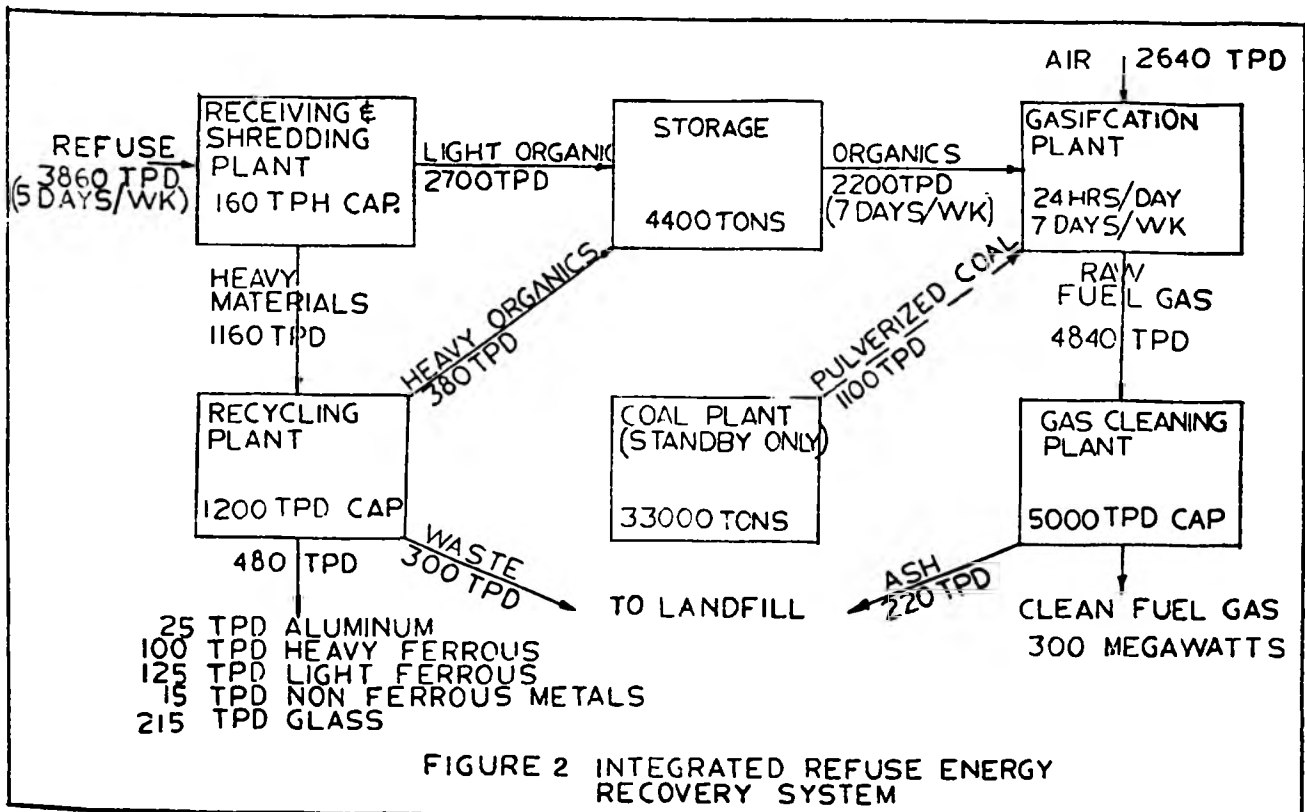 AIR 2640 TPD
REFUSE
3860 TPD
(5 DAYS/WK)
RECEIVING &
SHREDDING
PLANT
160 TPH CAP.
LIGHT ORGANIC
2700TPD
STORAGE
4400TONS
ORGANICS
2200TPD
(7 DAYS/WK)
GASIFCATION
PLANT
24 HRS/DAY
7 DAYS/WK
HEAVY
MATERIALS
1160 TPD
HEAVY ORGANICS
380 TPD
PULVERIZED COAL
1100TPD
RAW
FUEL GAS
4840 TPD
RECYCLING
PLANT
1200 TPD CAP
COAL PLANT
(STANDBY ONLY)
33000 TONS
GAS CLEANING
PLANT
5000 TPD CAP
480 TPD
WASTE
300 TPD
TO LANDFILL
ASH
220 TPD
CLEAN FUEL GAS
300 MEGAWATTS
25 TPD ALUMINUM
100 TPD HEAVY FERROUS
125 TPD LIGHT FERROUS
15 TPD NON FERROUS METALS
215 TPD GLASS
FIGURE 2 INTEGRATED REFUSE ENERGY
RECOVERY SYSTEM